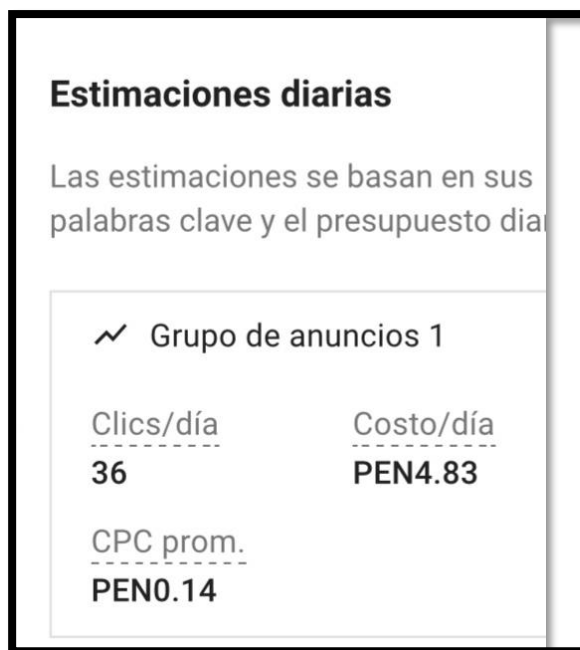 Estimaciones diarias
Las estimaciones se basan en sus
palabras clave y el presupuesto
Grupo de anuncios 1
Clics/día Costo/día
36 PEN4.83
CPC prom.
PEN0.14